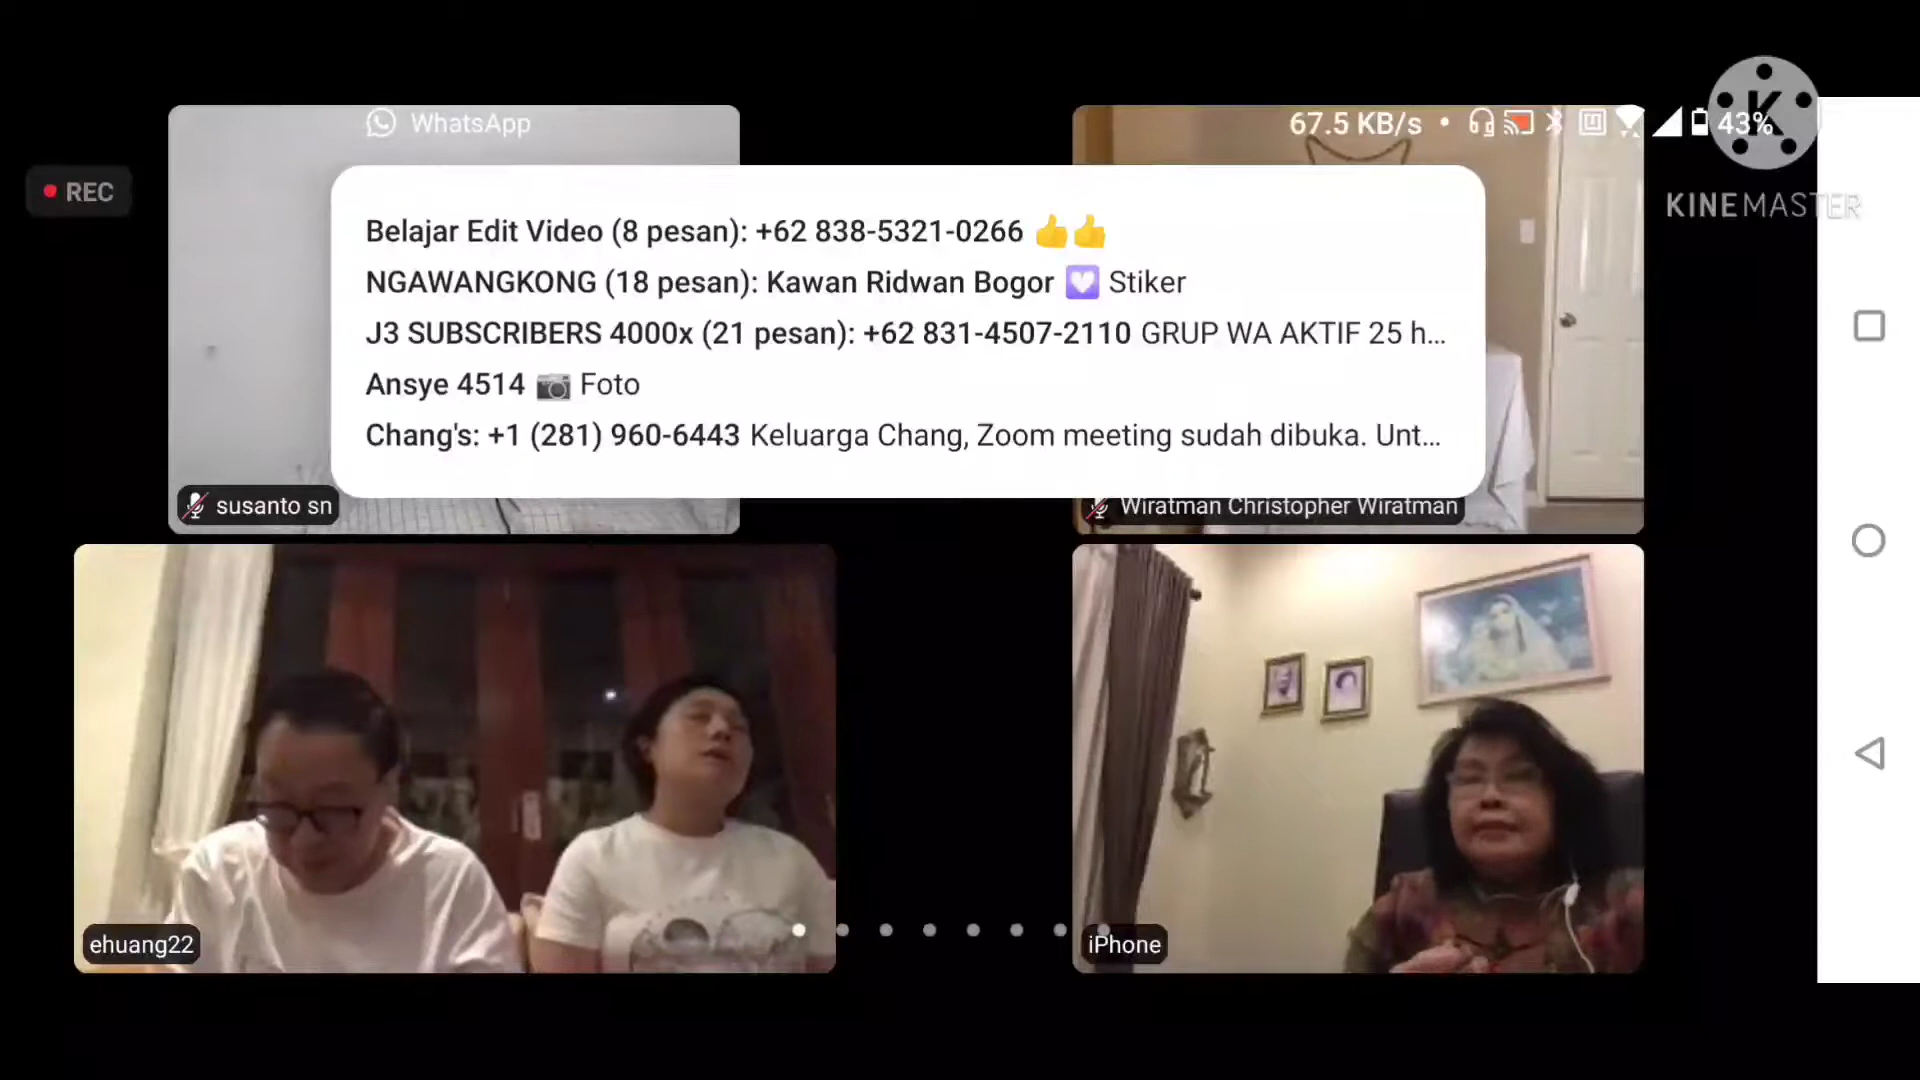 WhatsApp
67.5 KB/s • 43%
K
KINEMASTER
REC
Belajar Edit Video (8 pesan): +62 838-5321-0266 👍👍
NGAWANGKONG (18 pesan): Kawan Ridwan Bogor 💟 Stiker
J3 SUBSCRIBERS 4000x (21 pesan): +62 831-4507-2110 GRUP WA AKTIF 25 h...
Ansye 4514 📷 Foto
Chang's: +1 (281) 960-6443 Keluarga Chang, Zoom meeting sudah dibuka. Unt...
susanto sn
Wiratman Christopher Wiratman
ehuang22
iPhone